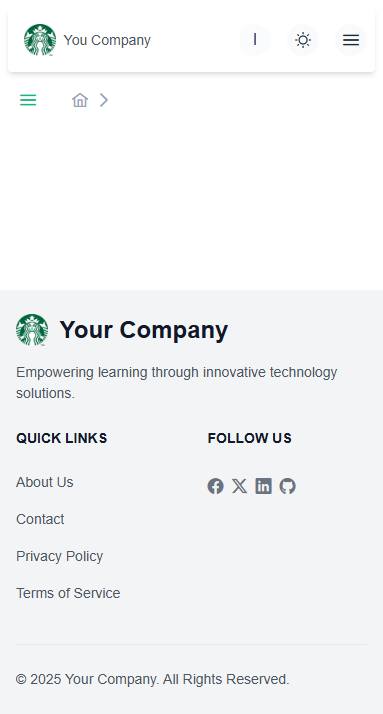 You Company
I
Your Company
Empowering learning through innovative technology
solutions.
QUICK LINKS
FOLLOW US
About Us
Contact
Privacy Policy
Terms of Service
© 2025 Your Company. All Rights Reserved.